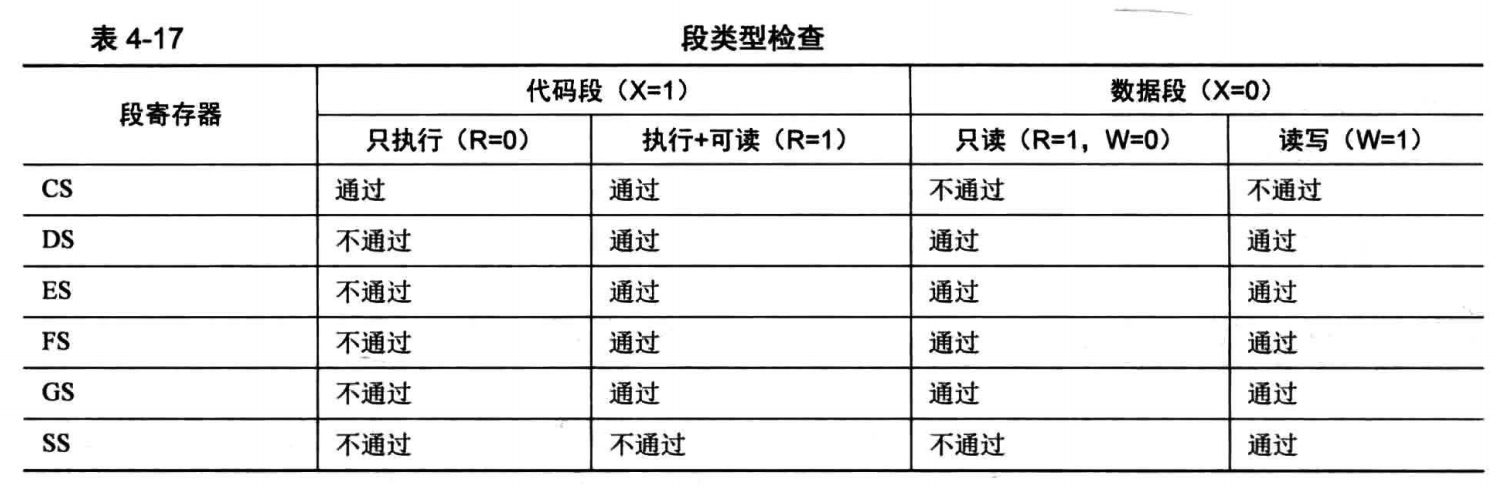 表 4-17 段类型检查
段寄存器 代码段（X=1） 数据段（X=0）
只执行（R=0） 执行+可读（R=1） 只读（R=1，W=0） 读写（W=1）
CS 通过 通过 不通过 不通过
DS 不通过 通过 通过 通过
ES 不通过 通过 通过 通过
FS 不通过 通过 通过 通过
GS 不通过 通过 通过 通过
SS 不通过 不通过 不通过 通过